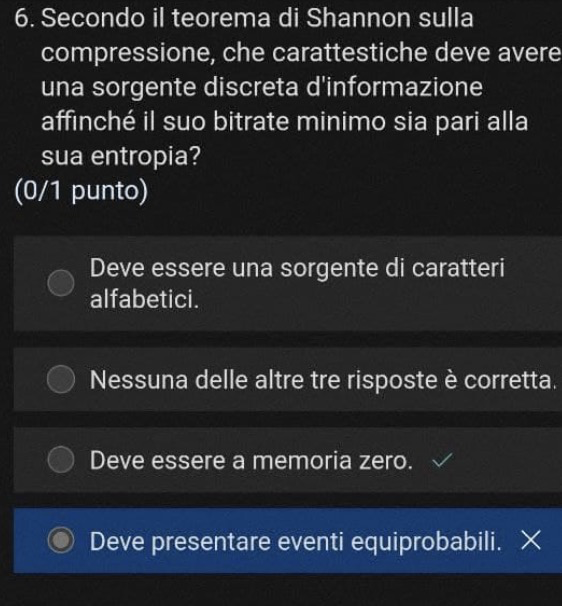 6. Secondo il teorema di Shannon sulla
compressione, che carattestiche deve avere
una sorgente discreta d'informazione
affinché il suo bitrate minimo sia pari alla
sua entropia?
(0/1 punto)
Deve essere una sorgente di caratteri
alfabetici.
Nessuna delle altre tre risposte è corretta.
Deve essere a memoria zero.
Deve presentare eventi equiprobabili.